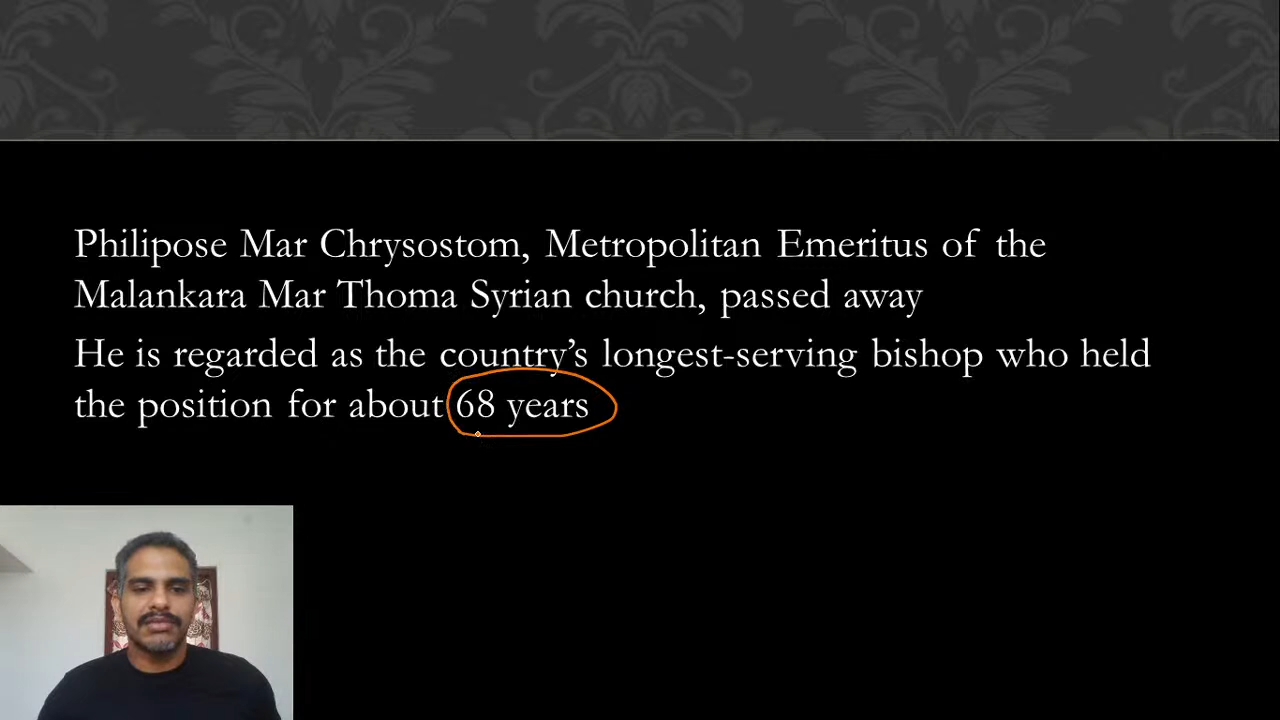 Philipose Mar Chrysostom, Metropolitan Emeritus of the
Malankara Mar Thoma Syrian church, passed away
He is regarded as the country’s longest-serving bishop who held
the position for about 68 years